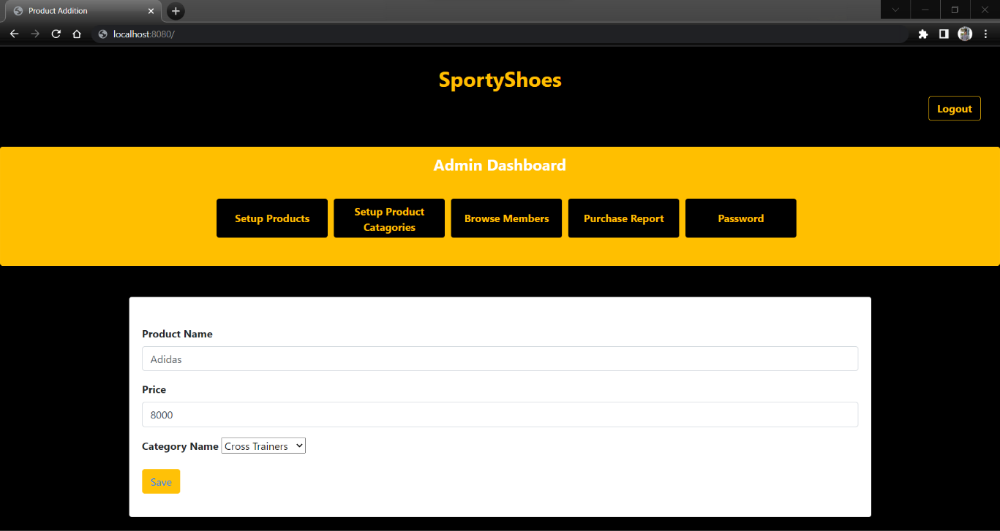 Product Addition
localhost:8080/
SportyShoes
Logout
Admin Dashboard
Setup Products
Setup Product
Catagories
Browse Members
Purchase Report
Password
Product Name
Adidas
Price
8000
Category Name Cross Trainers
Save